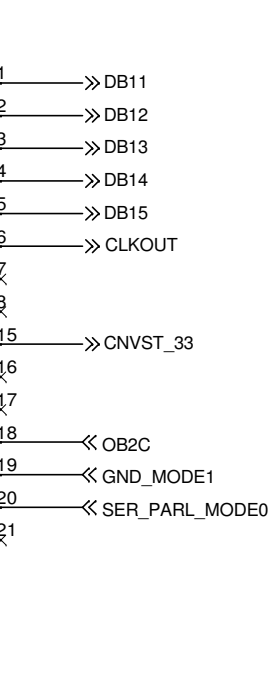 1 DB11
2 DB12
3 DB13
4 DB14
5 DB15
6 CLKOUT
7
8
15 CNVST_33
16
17
18 OB2C
19 GND_MODE1
20 SER_PARL_MODE0
21